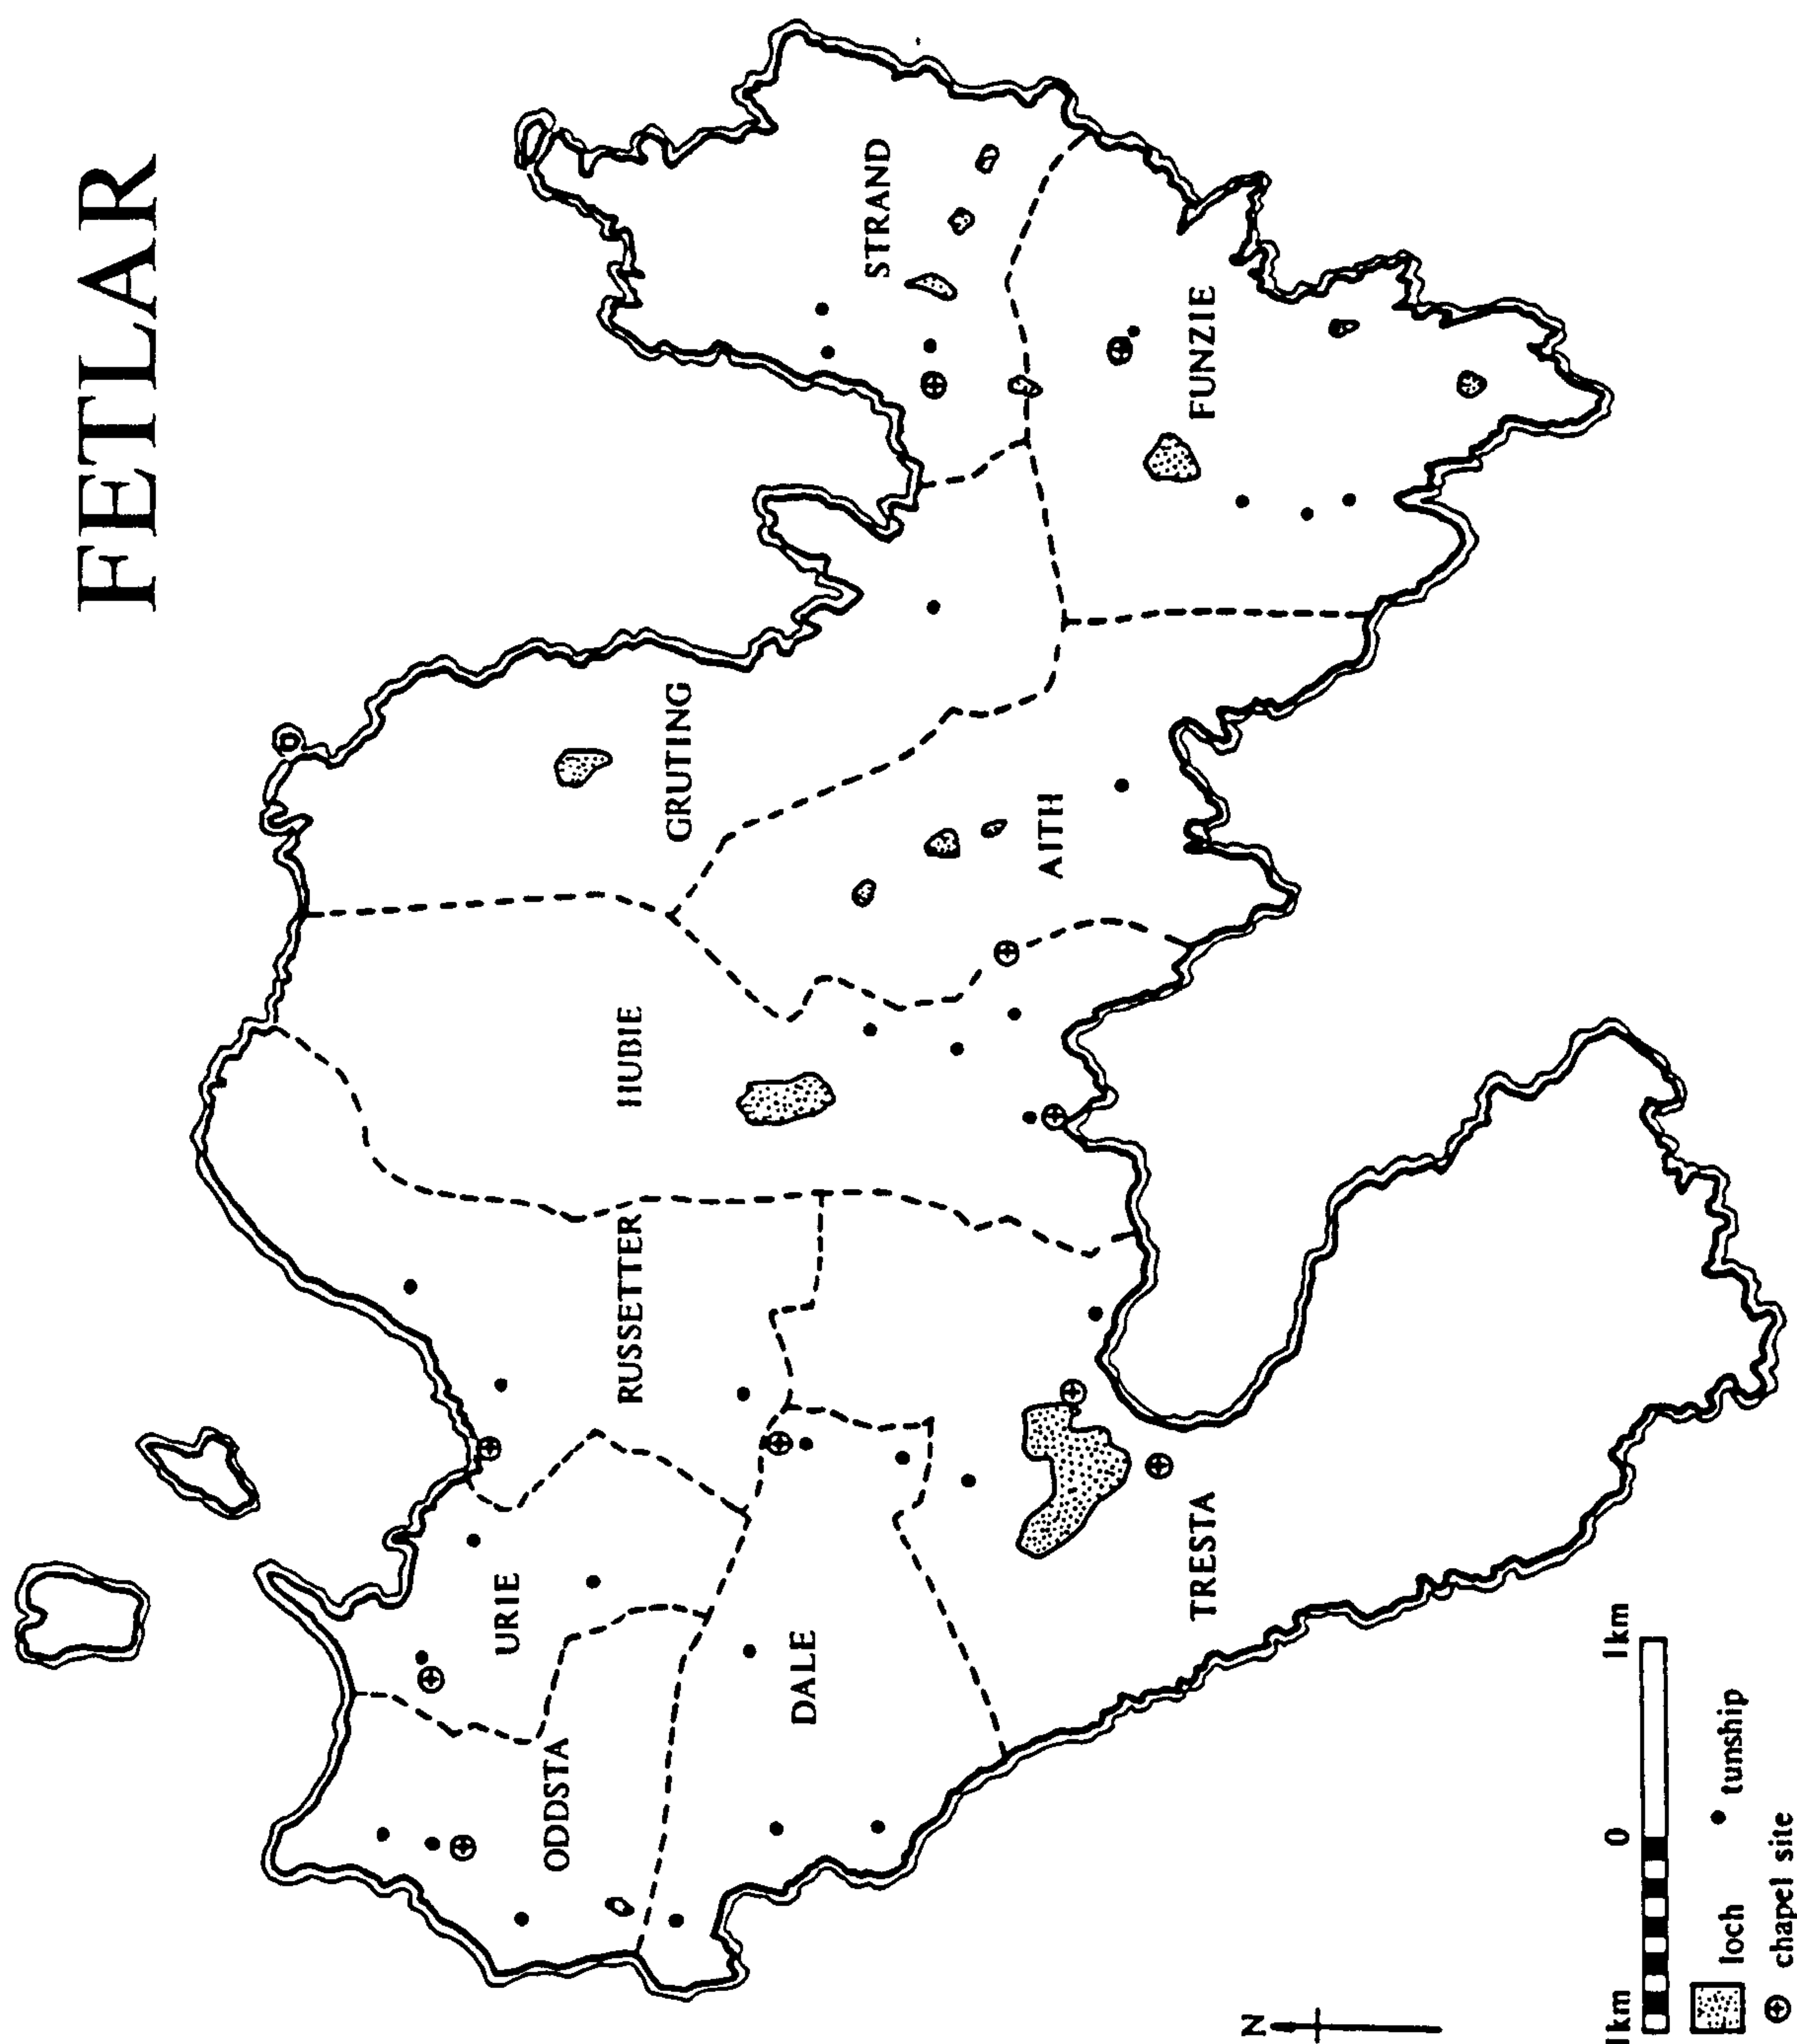 FETLAR
STRAND
FUNZIE
GRUTING
AITH
HUBIE
RUSSETTER
URIE
TRESTA
DALE
ODDSTA
N
1km 0 1km
loch
tunship
chapel site